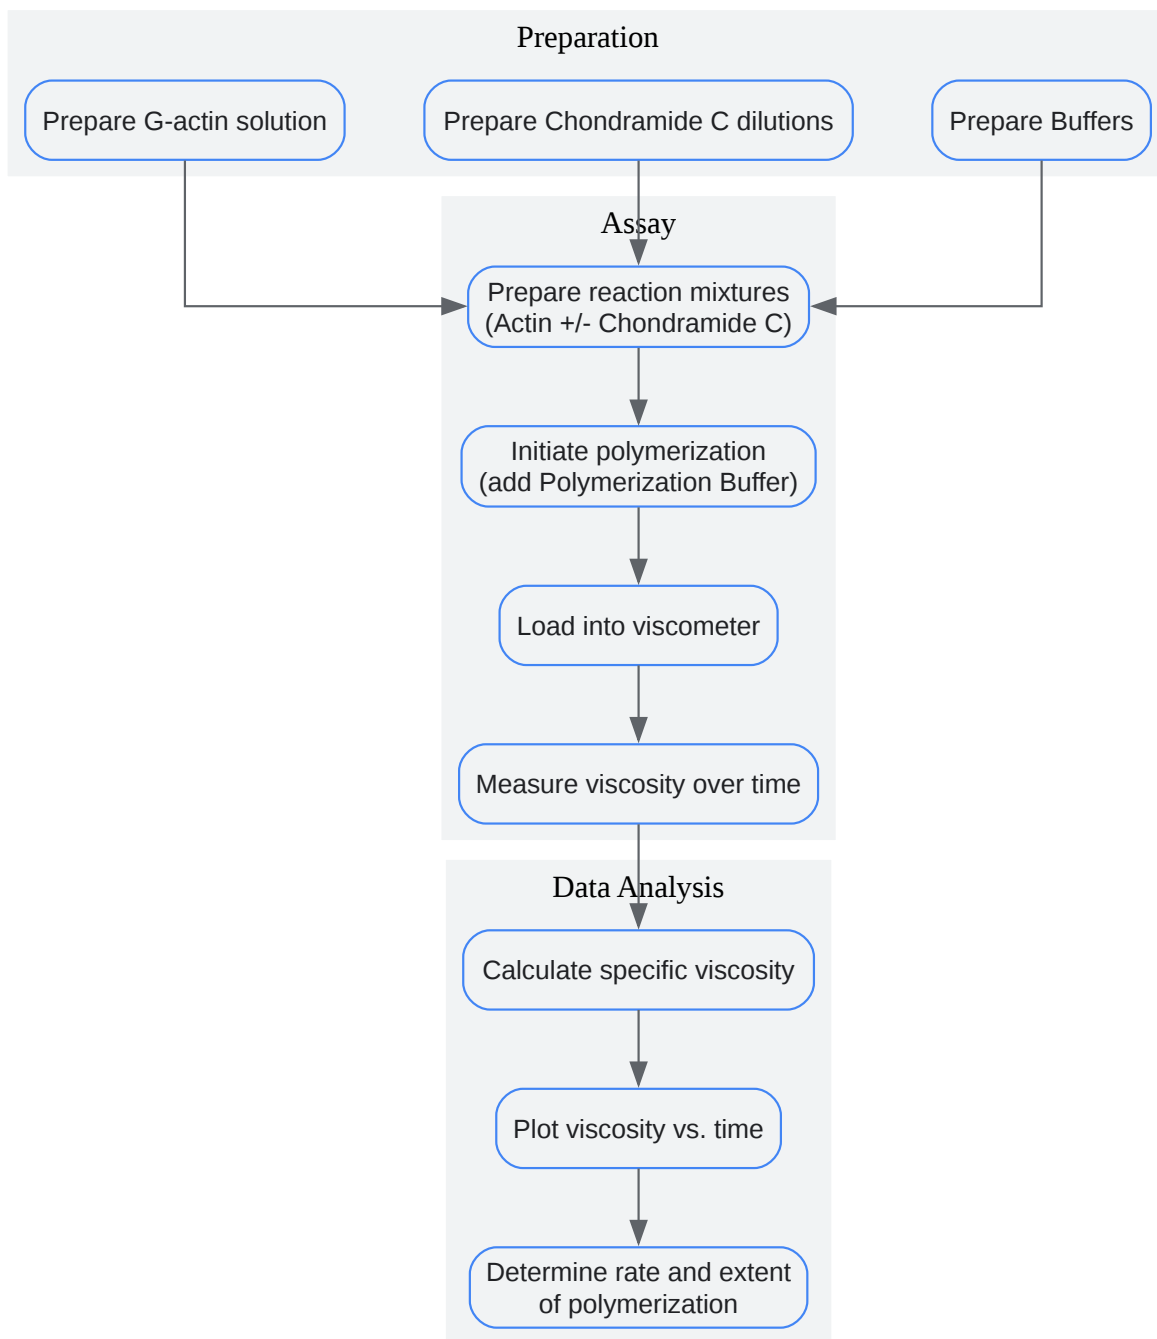 Preparation
Prepare G-actin solution
Prepare Chondramide C dilutions
Prepare Buffers
Assay
Prepare reaction mixtures
(Actin +/- Chondramide C)
Initiate polymerization
(add Polymerization Buffer)
Load into viscometer
Measure viscosity over time
Data Analysis
Calculate specific viscosity
Plot viscosity vs. time
Determine rate and extent
of polymerization